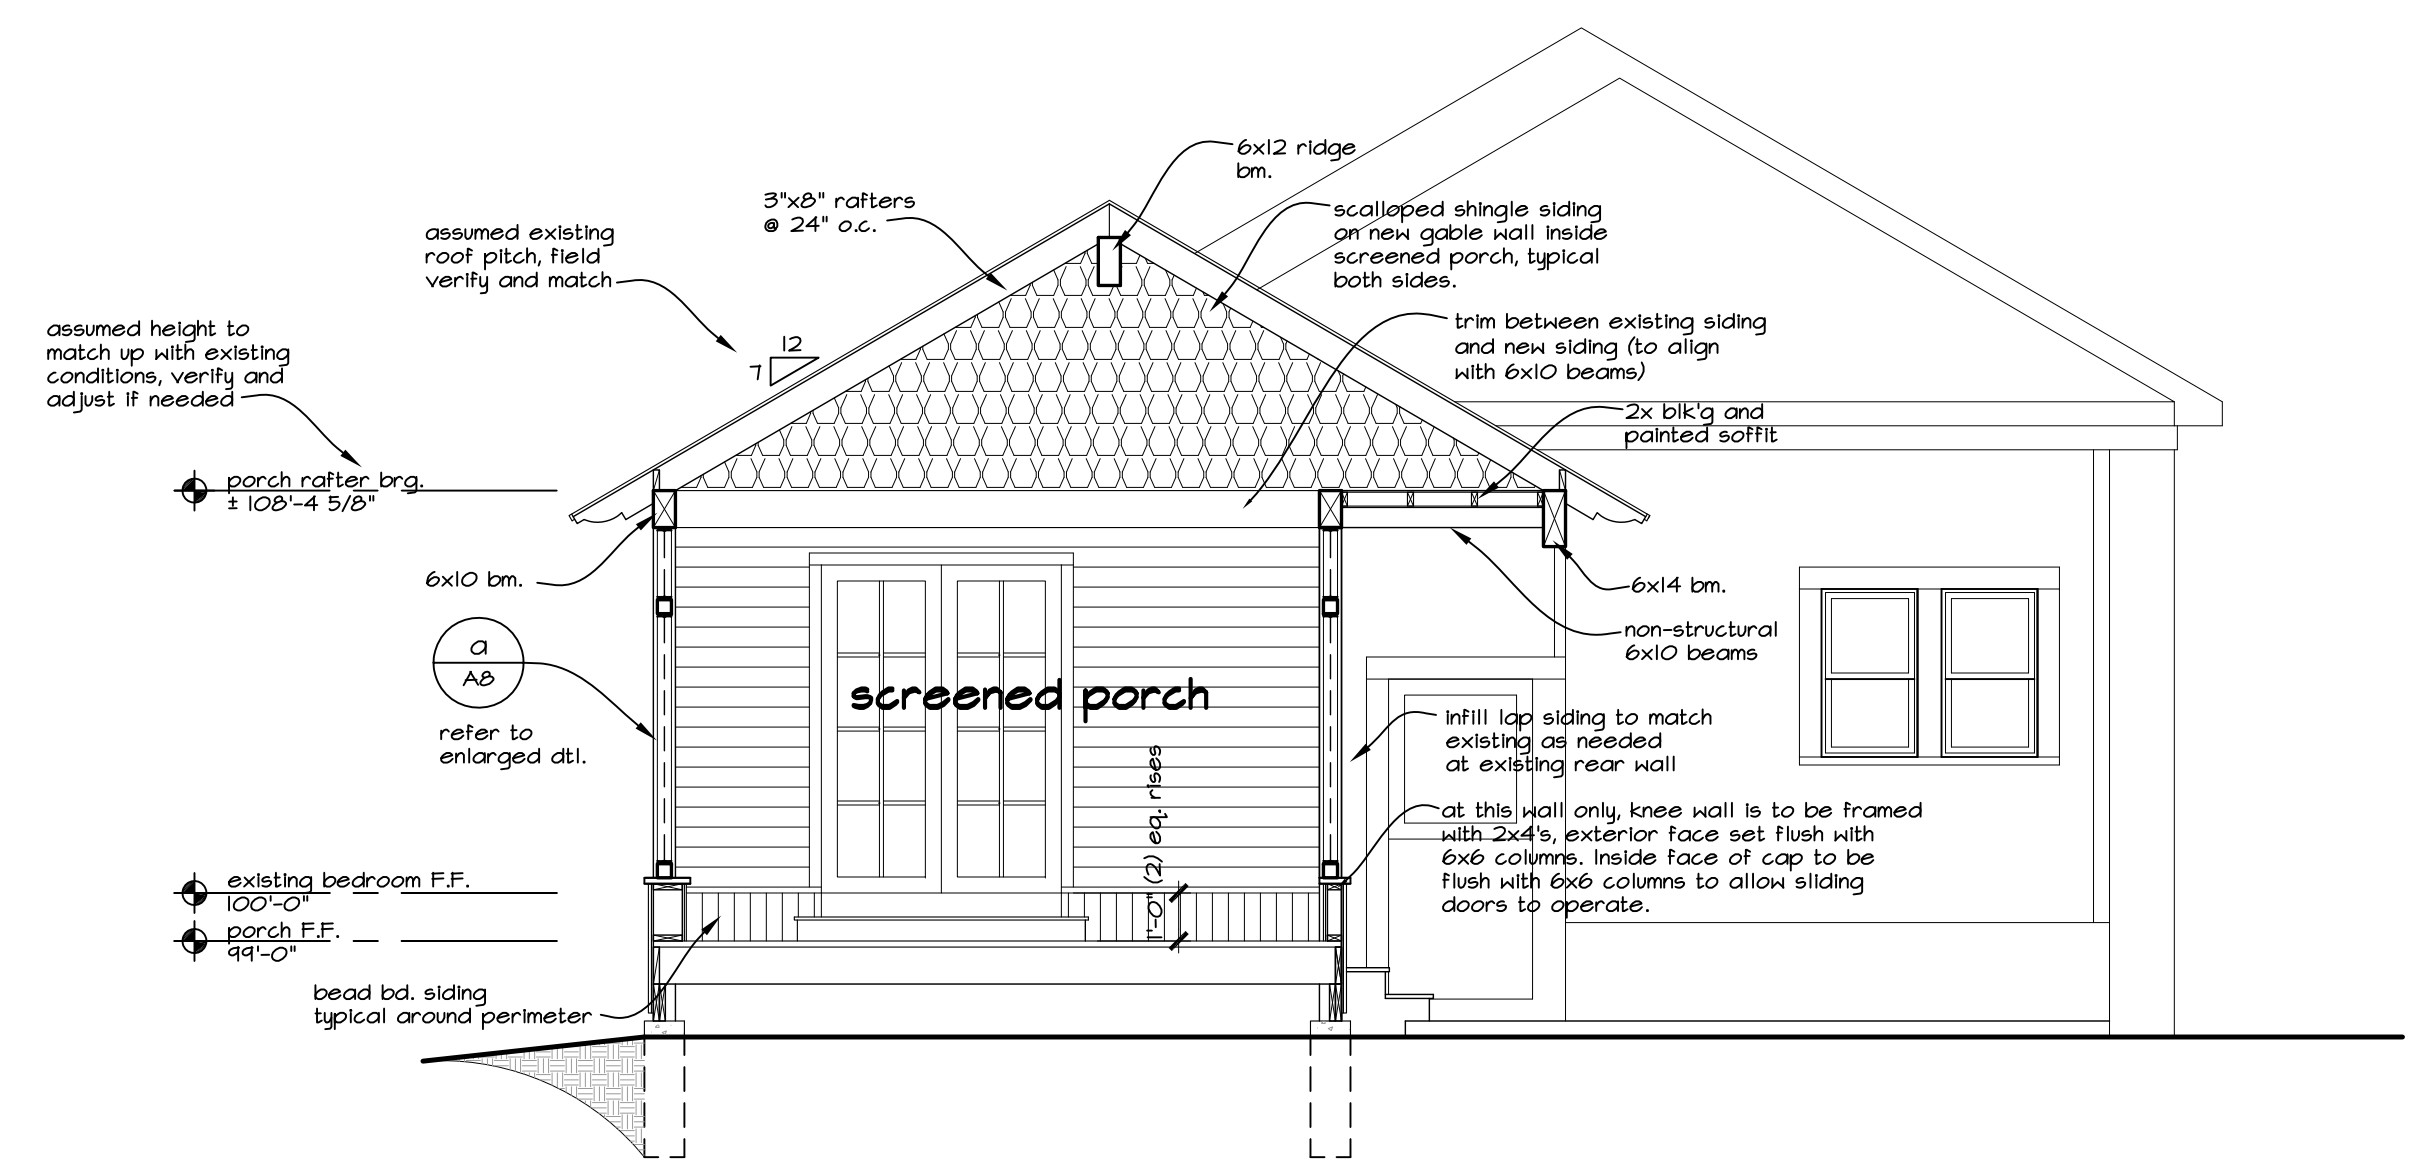 6x12 ridge
bm.
3"x8" rafters
@ 24" o.c.
scalloped shingle siding
on new gable wall inside
screened porch, typical
both sides.
assumed existing
roof pitch, field
verify and match
12
7
assumed height to
match up with existing
conditions, verify and
adjust if needed
trim between existing siding
and new siding (to align
with 6x10 beams)
2x blk'g and
painted soffit
porch rafter brg.
± 108'-4 5/8"
6x10 bm.
6x14 bm.
non-structural
6x10 beams
a
A8
refer to
enlarged dtl.
screened porch
infill lap siding to match
existing as needed
at existing rear wall
1'-0" (2) eq. rises
at this wall only, knee wall is to be framed
with 2x4's, exterior face set flush with
6x6 columns. Inside face of cap to be
flush with 6x6 columns to allow sliding
doors to operate.
existing bedroom F.F.
100'-0"
porch F.F.
99'-0"
bead bd. siding
typical around perimeter